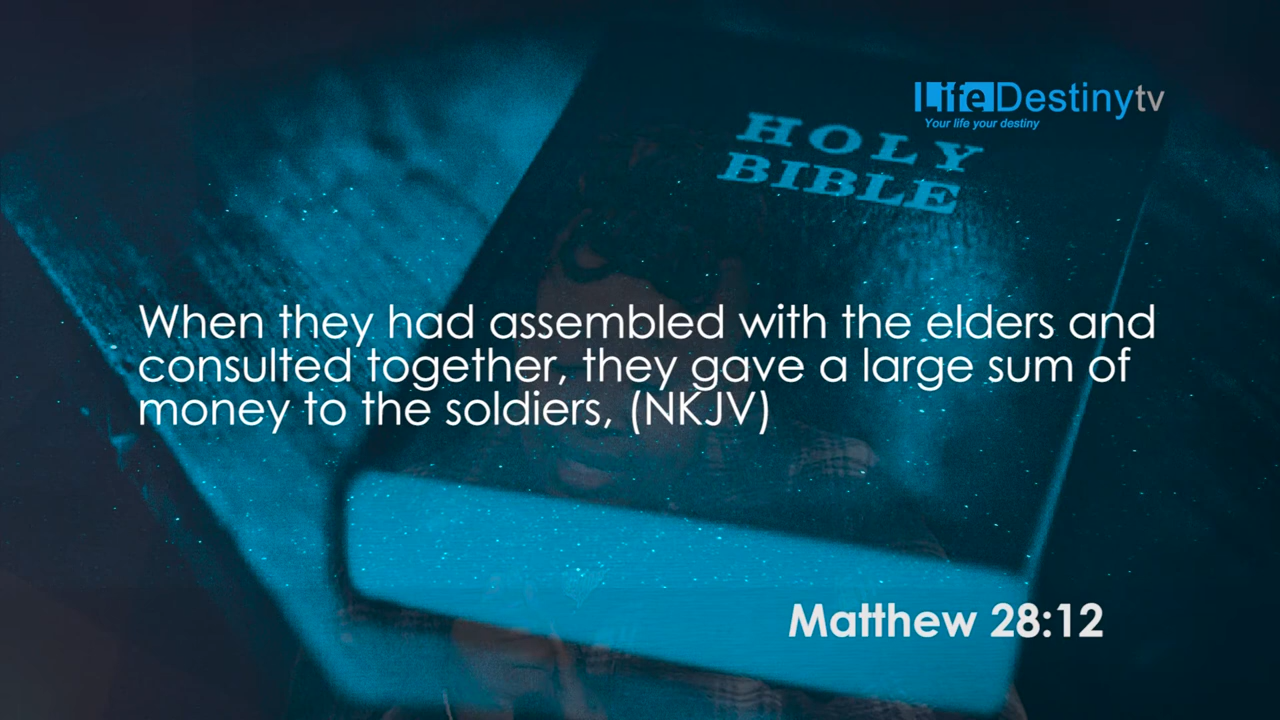 LifeDestinytv
Your life your destiny
HOLY
BIBLE
When they had assembled with the elders and
consulted together, they gave a large sum of
money to the soldiers, (NKJV)
Matthew 28:12